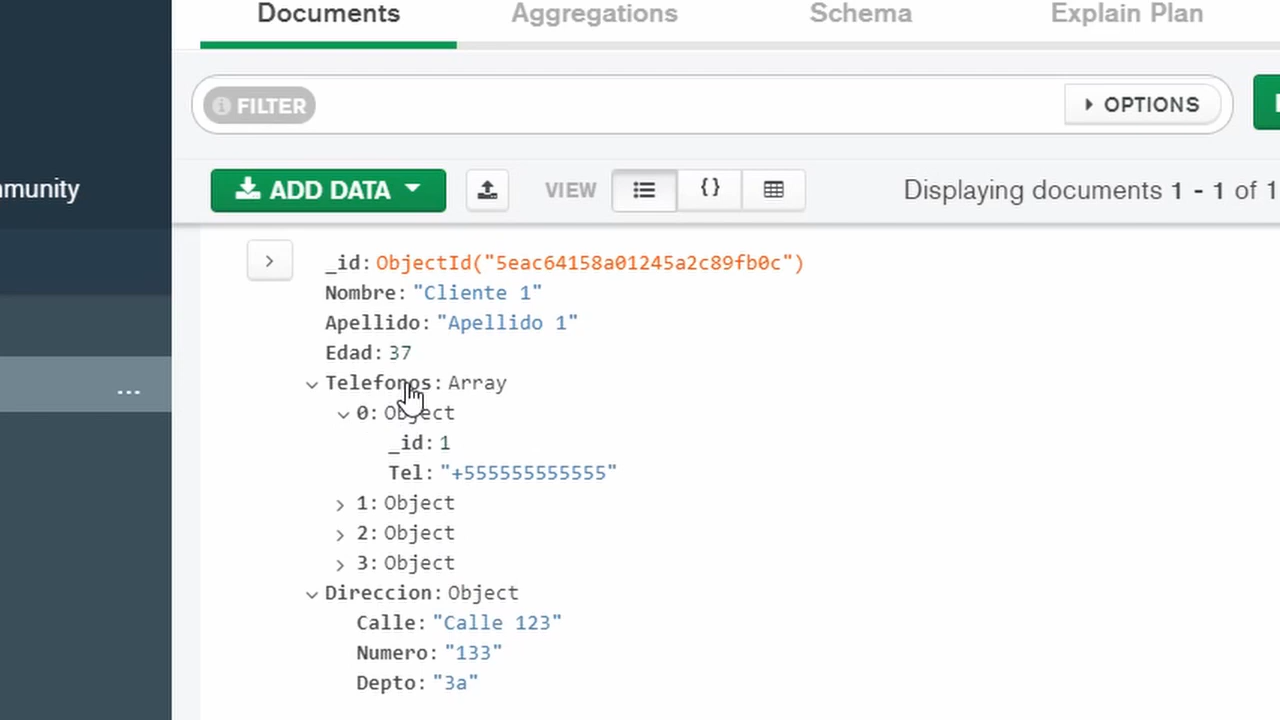 Documents Aggregations Schema Explain Plan
FILTER OPTIONS
mmunity
ADD DATA VIEW {} Displaying documents 1 - 1 of 1
_id: ObjectId("5eac64158a01245a2c89fb0c")
Nombre: "Cliente 1"
Apellido: "Apellido 1"
Edad: 37
Telefonos: Array
0: Object
_id: 1
Tel: "+555555555555"
1: Object
2: Object
3: Object
Direccion: Object
Calle: "Calle 123"
Numero: "133"
Depto: "3a"